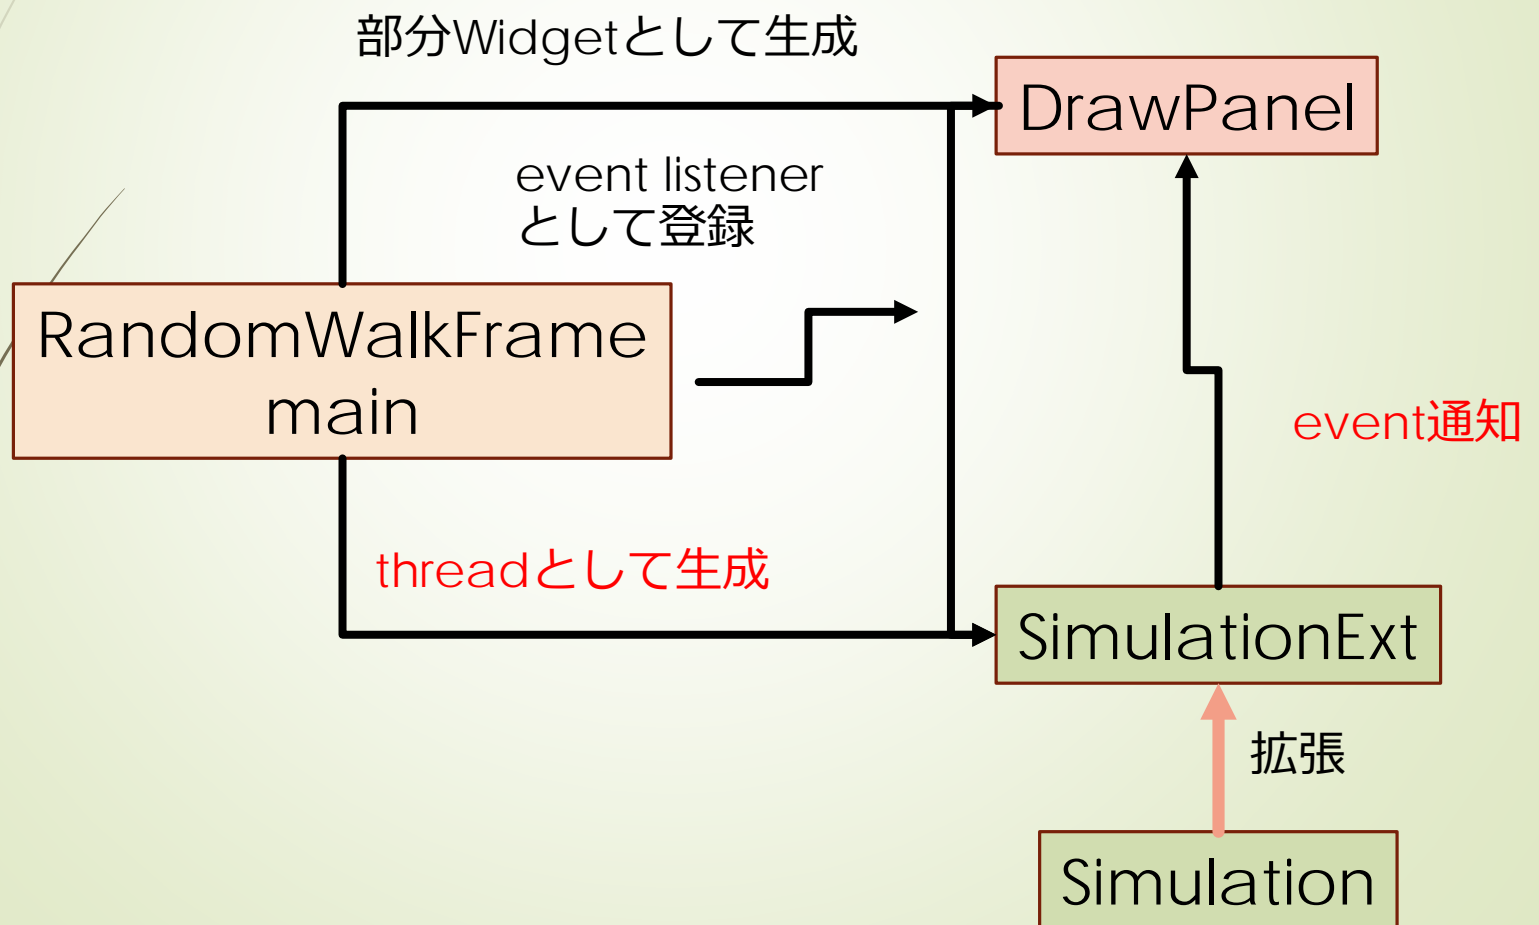 部分Widgetとして生成
DrawPanel
event listener
として登録
RandomWalkFrame
main
event通知
threadとして生成
SimulationExt
拡張
Simulation